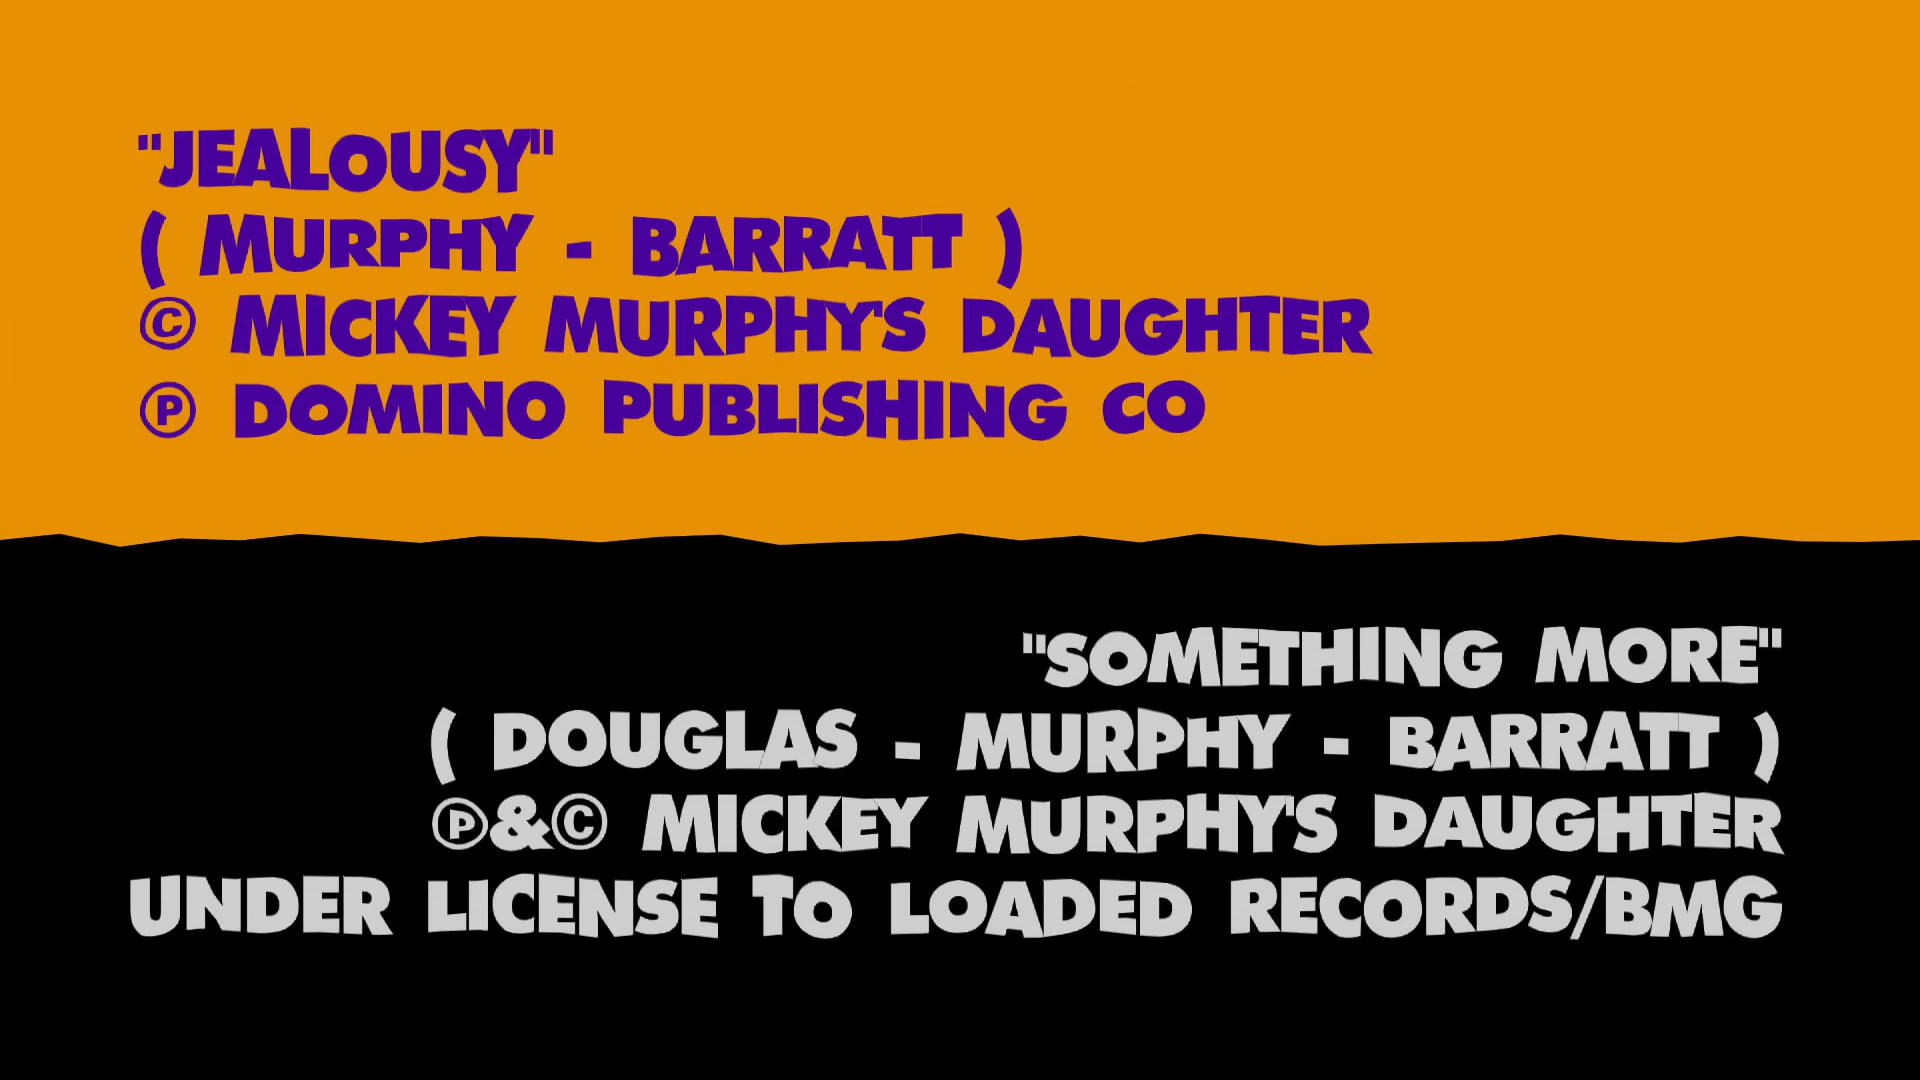 "JEALOUSY"
( MURPHY - BARRATT )
© MICKEY MURPHY'S DAUGHTER
℗ DOMINO PUBLISHING CO
"SOMETHING MORE"
( DOUGLAS - MURPHY - BARRATT )
℗&© MICKEY MURPHY'S DAUGHTER
UNDER LICENSE TO LOADED RECORDS/BMG